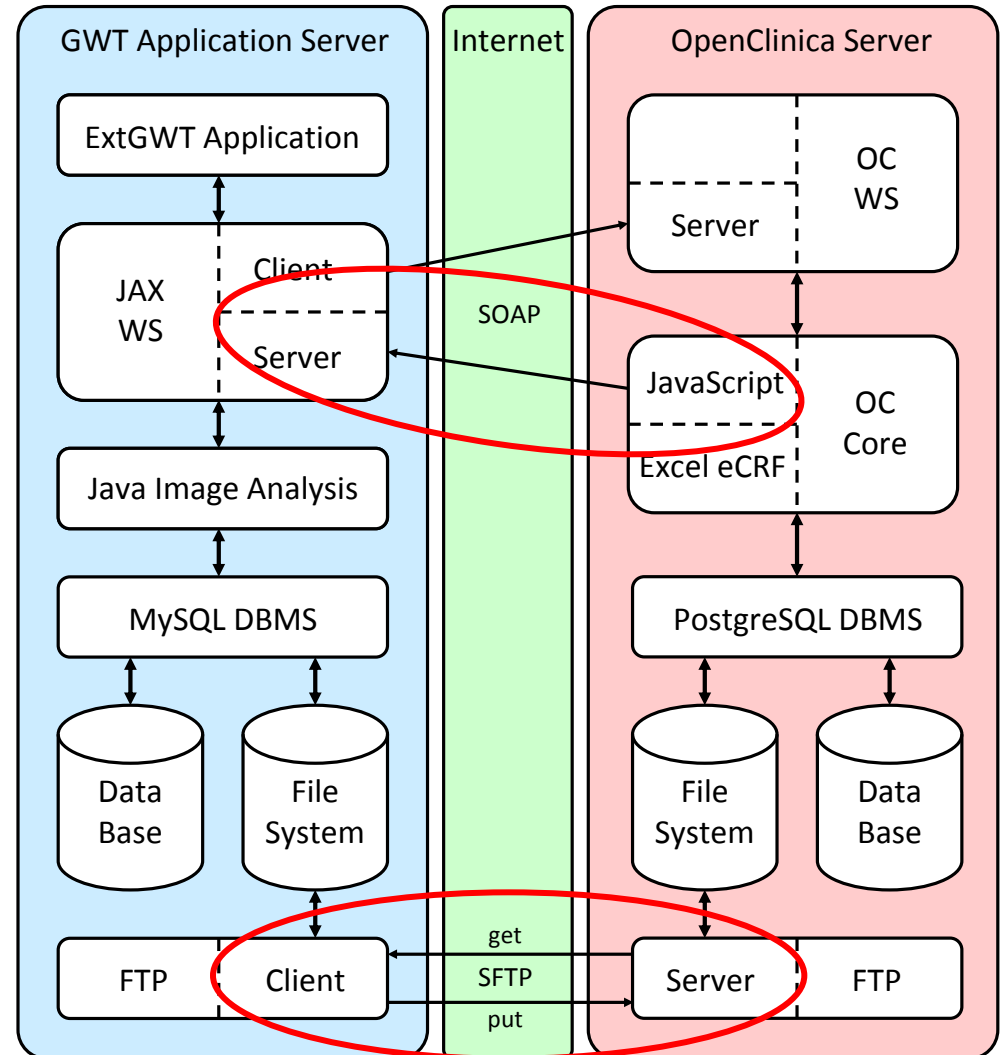 GWT Application Server
ExtGWT Application
JAX
WS
Client
Server
Java Image Analysis
MySQL DBMS
Data
Base
File
System
FTP
Client
Internet
SOAP
get
SFTP
put
OpenClinica Server
Server
OC
WS
JavaScript
Excel eCRF
OC
Core
PostgreSQL DBMS
File
System
Data
Base
Server
FTP